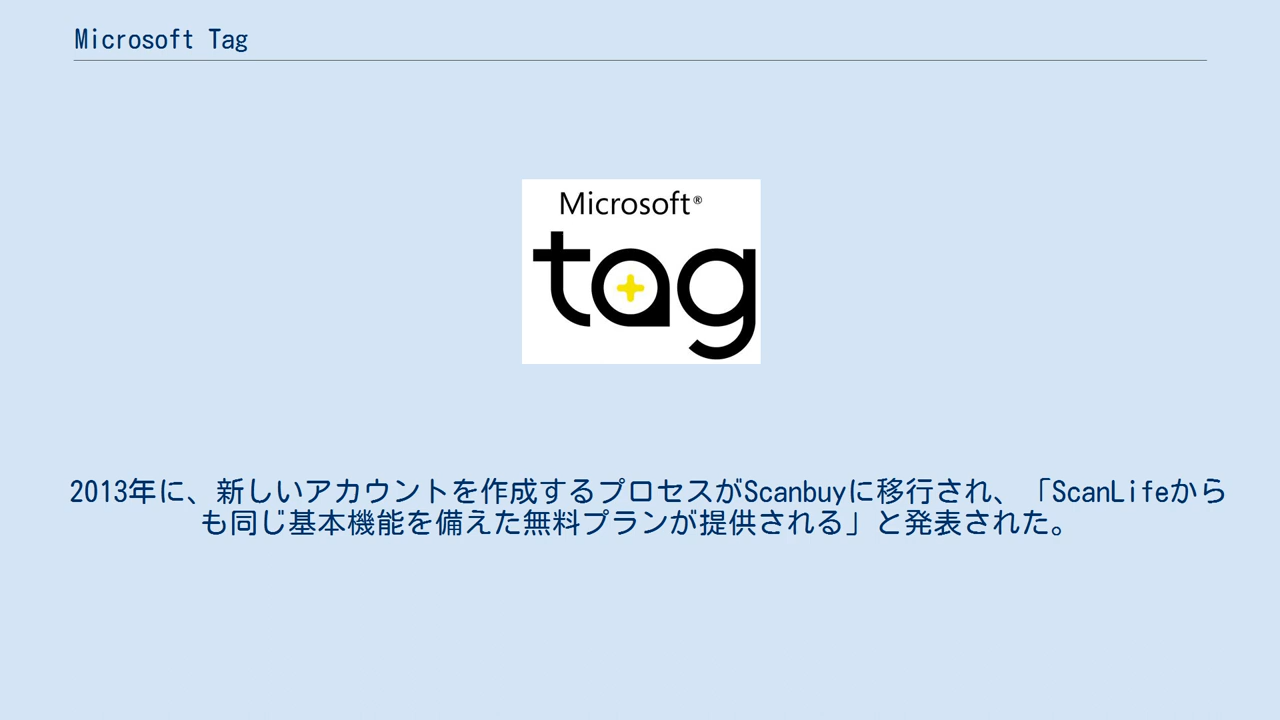 Microsoft Tag
Microsoft®
tag
2013年に、新しいアカウントを作成するプロセスがScanbuyに移行され、「ScanLifeから
も同じ基本機能を備えた無料プランが提供される」と発表された。